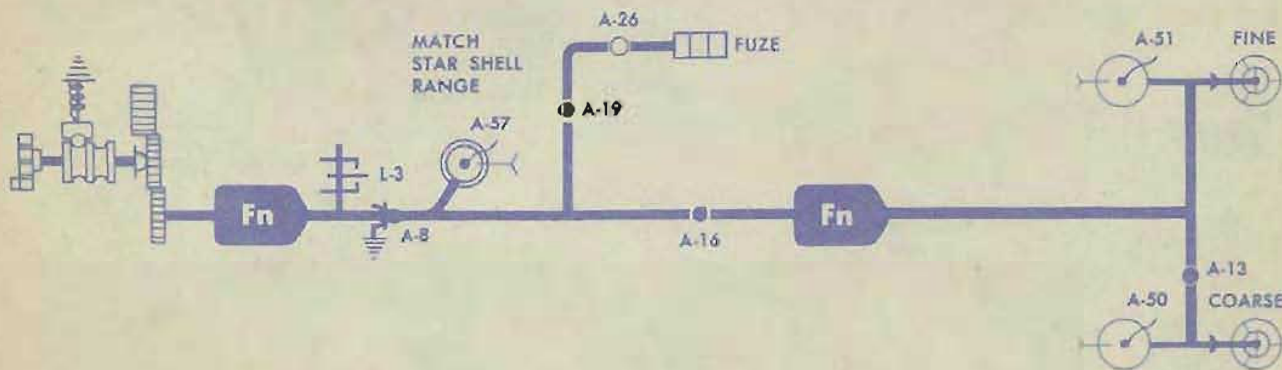 A-26
FUZE
MATCH
STAR SHELL
RANGE
A-57
A-19
A-51
FINE
L-3
Fn
A-8
A-16
Fn
A-13
A-50
COARSE